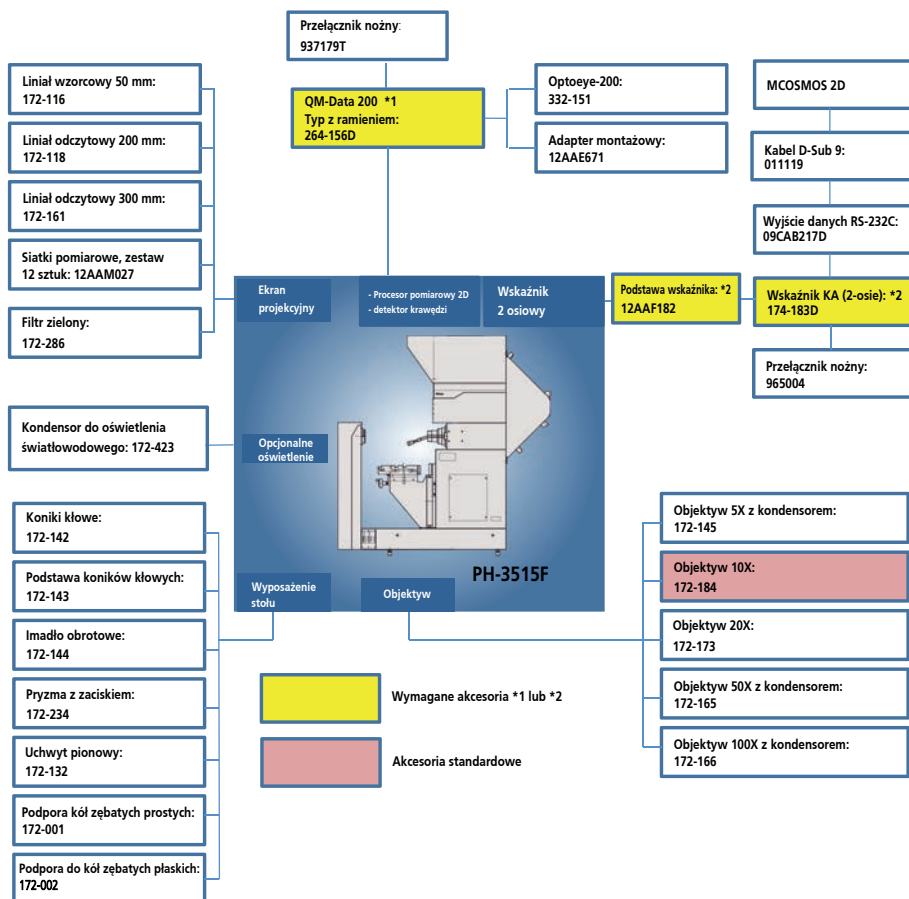 Przełącznik nożny:
937179T
QM-Data 200 *1
Typ z ramieniem:
264-156D
Optoeye-200:
332-151
Adapter montażowy:
12AAE671
MCOSMOS 2D
Kabel D-Sub 9:
011119
Wyjście danych RS-232C:
09CAB217D
Podstawa wskaźnika: *2
12AAF182
Wskaźnik KA (2-osie): *2
174-183D
Przełącznik nożny:
965004
Liniał wzorcowy 50 mm:
172-116
Liniał odczytowy 200 mm:
172-118
Liniał odczytowy 300 mm:
172-161
Siatki pomiarowe, zestaw
12 sztuk: 12AAM027
Filtr zielony:
172-286
Ekran
projekcyjny
- Procesor pomiarowy 2D
- detektor krawędzi
Wskaźnik
2 osiowy
Kondensor do oświetlenia
światłowodowego: 172-423
Opcjonalne
oświetlenie
PH-3515F
Wyposażenie
stołu
Objektyw
Koniki kłowe:
172-142
Podstawa koników kłowych:
172-143
Imadło obrotowe:
172-144
Pryzma z zaciskiem:
172-234
Uchwyt pionowy:
172-132
Podpora kół zębatych prostych:
172-001
Podpora do kół zębatych płaskich:
172-002
Objektyw 5X z kondensorem:
172-145
Objektyw 10X:
172-184
Objektyw 20X:
172-173
Objektyw 50X z kondensorem:
172-165
Objektyw 100X z kondensorem:
172-166
Wymagane akcesoria *1 lub *2
Akcesoria standardowe